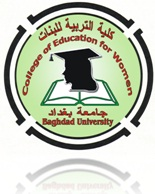 كلية التربية للبنات
College of Education for Women
جامعة بغداد
Baghdad University